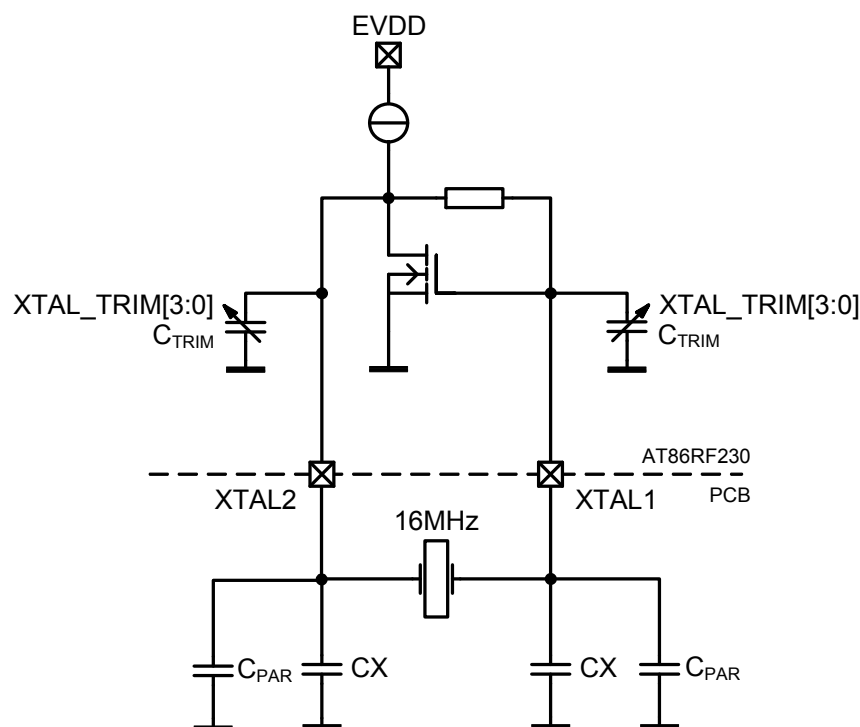 EVDD
XTAL_TRIM[3:0] XTAL_TRIM[3:0]
CTRIM CTRIM
AT86RF230
XTAL2 XTAL1 PCB
16MHz
CPAR CX CX CPAR